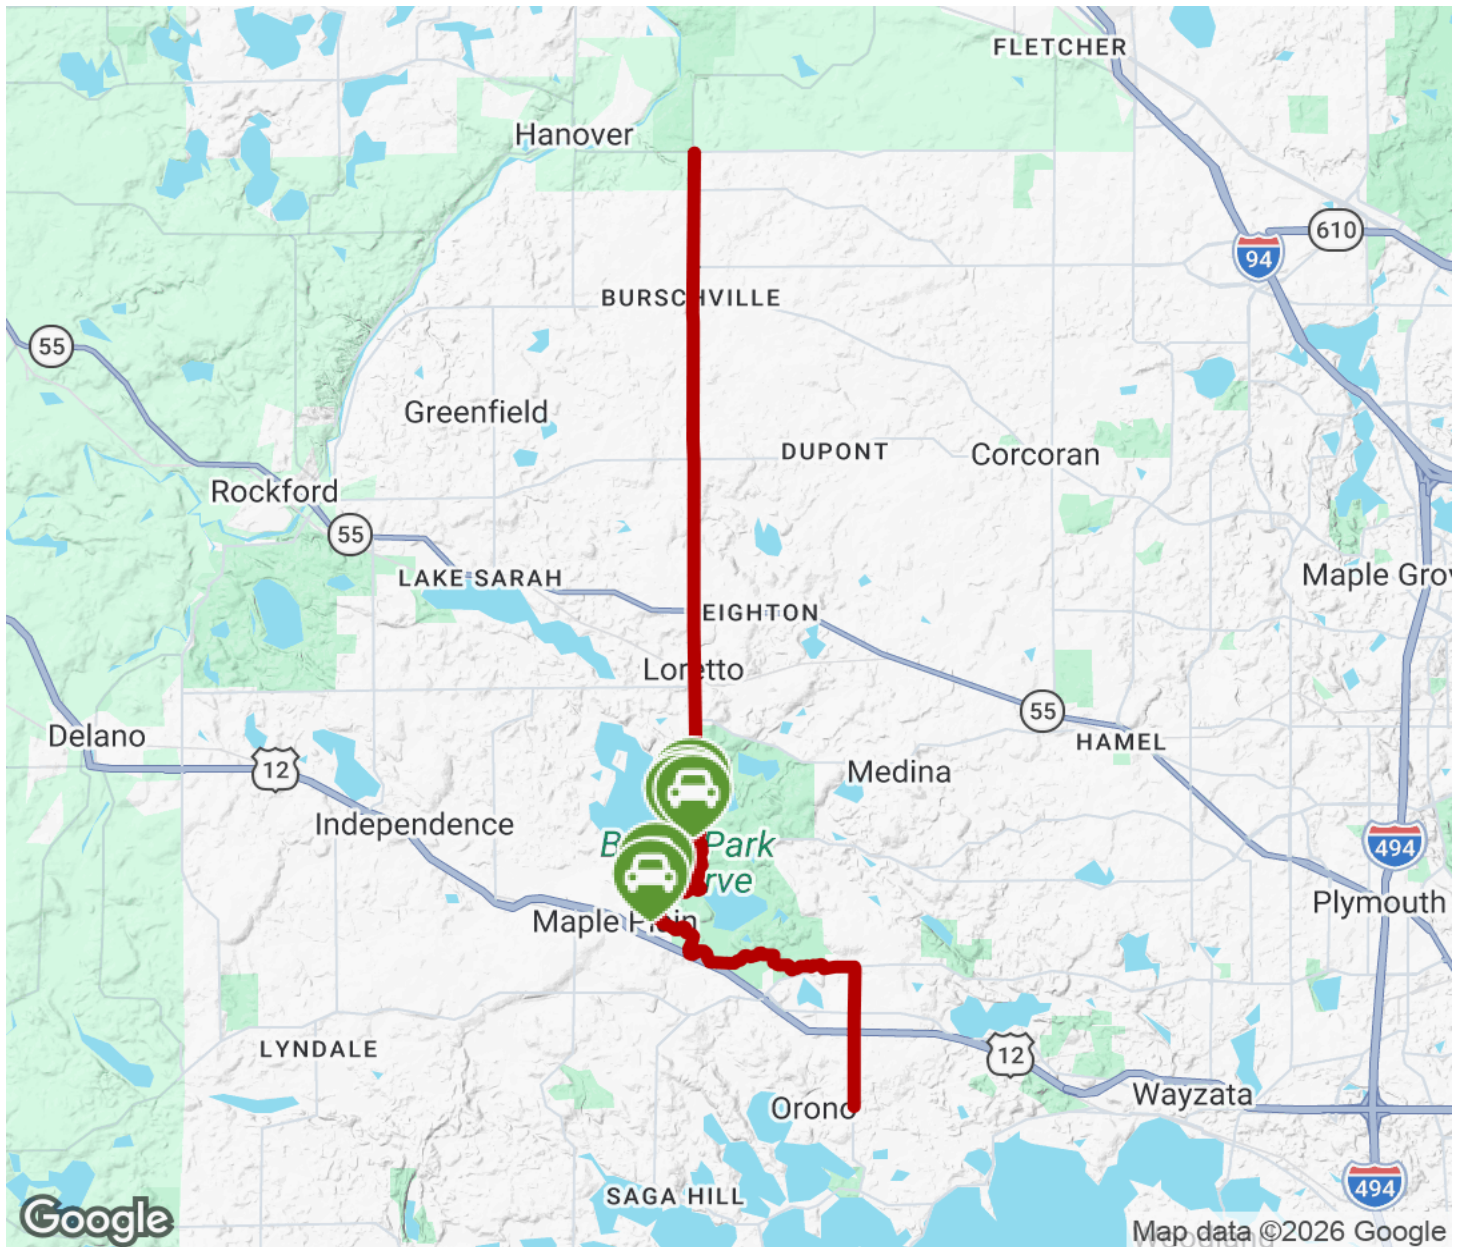 FLETCHER
Hanover
610
94
BURSCHVILLE
55
Greenfield
DUPONT
Corcoran
Rockford
55
LAKE SARAH
Maple Grov
EIGHTON
Loretto
55
Delano
HAMEL
12
Medina
Independence
B Park
rve
494
Plymouth
Maple Plain
LYNDALE
12
Wayzata
Orono
SAGA HILL
494
Google
Map data ©2026 Google